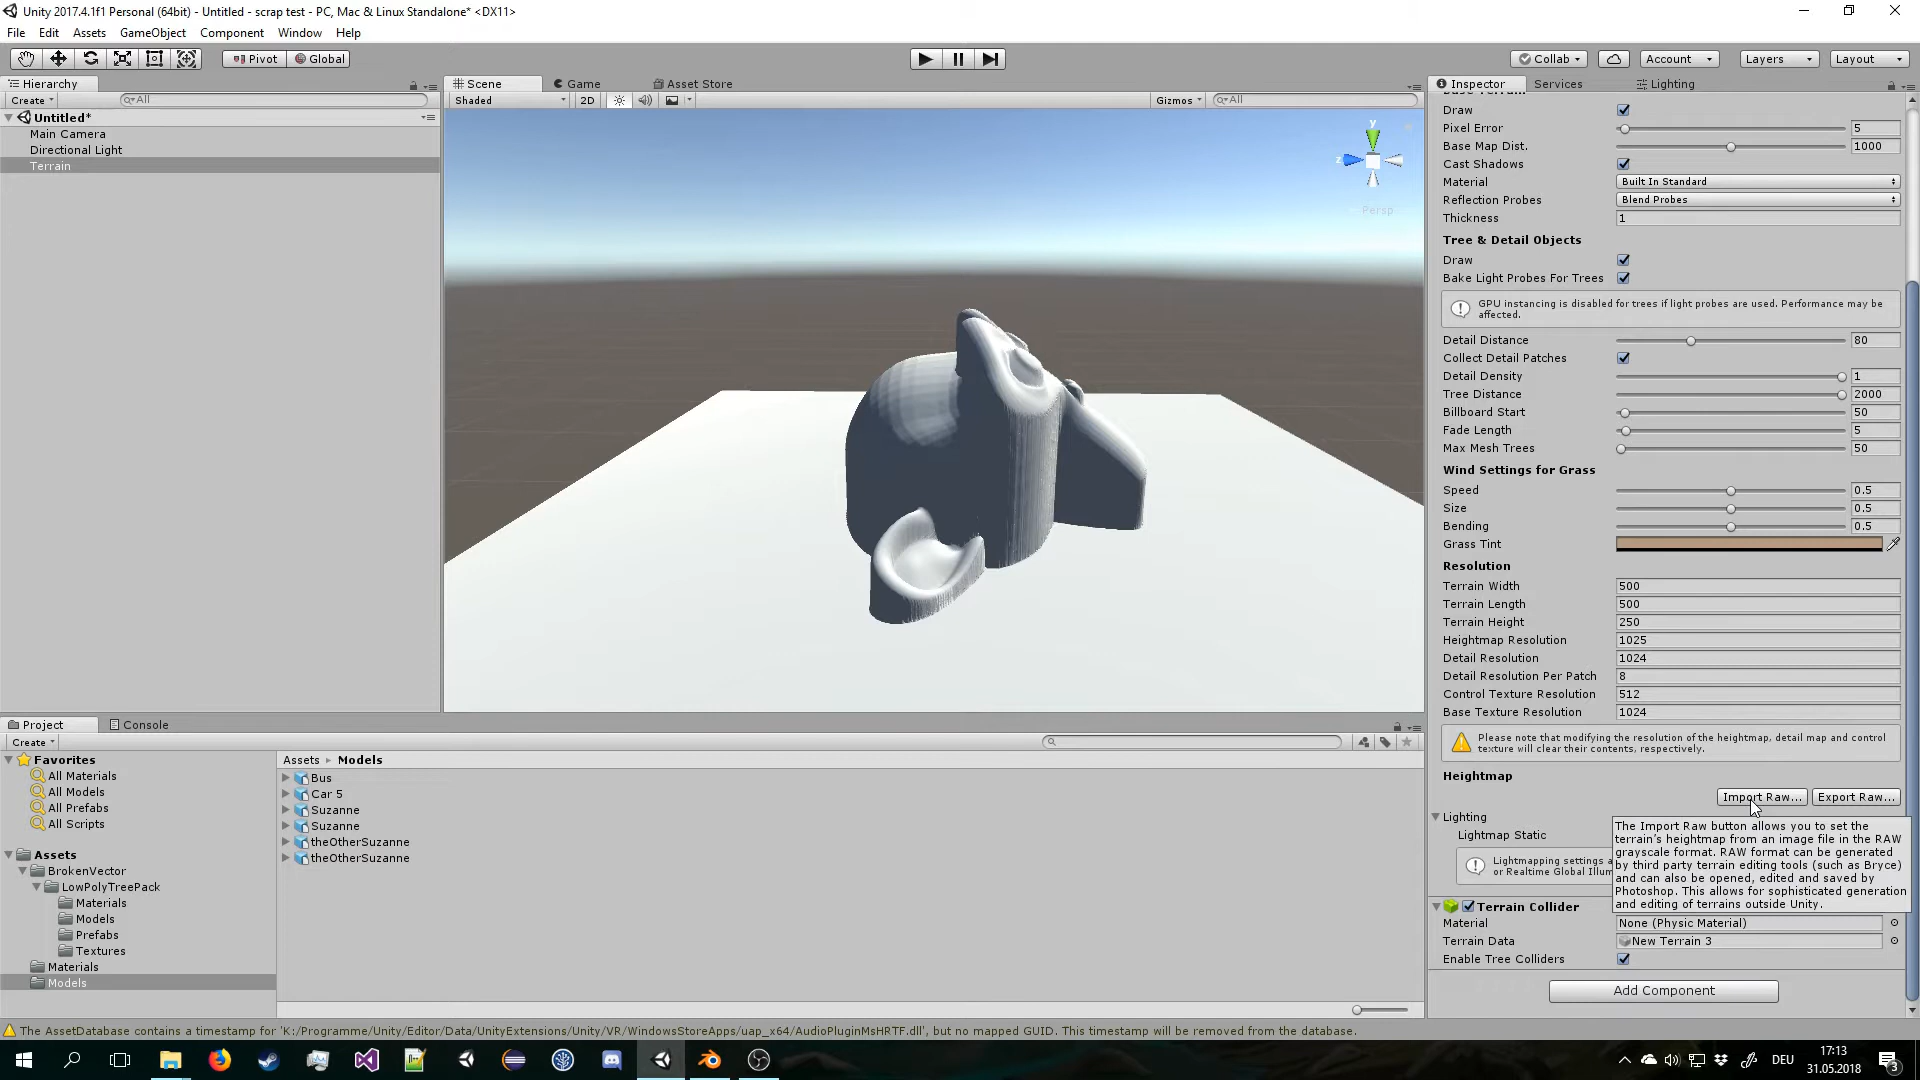 Unity 2017.4.1f1 Personal (64bit) - Untitled - scrap test - PC, Mac & Linux Standalone* <DX11>
File Edit Assets GameObject Component Window Help
Pivot Global Collab Account Layers Layout
Hierarchy
Create All
Untitled*
Main Camera
Directional Light
Terrain
Scene Game Asset Store
Shaded 2D Gizmos All
y
z
Persp
Inspector Services Lighting
Base Terrain
Draw
Pixel Error 5
Base Map Dist. 1000
Cast Shadows
Material Built In Standard
Reflection Probes Blend Probes
Thickness 1
Tree & Detail Objects
Draw
Bake Light Probes For Trees
GPU instancing is disabled for trees if light probes are used. Performance may be
affected.
Detail Distance 80
Collect Detail Patches
Detail Density 1
Tree Distance 2000
Billboard Start 50
Fade Length 5
Max Mesh Trees 50
Wind Settings for Grass
Speed 0.5
Size 0.5
Bending 0.5
Grass Tint
Resolution
Terrain Width 500
Terrain Length 500
Terrain Height 250
Heightmap Resolution 1025
Detail Resolution 1024
Detail Resolution Per Patch 8
Control Texture Resolution 512
Base Texture Resolution 1024
Please note that modifying the resolution of the heightmap, detail map and control
texture will clear their contents, respectively.
Heightmap
Import Raw... Export Raw...
Lighting
Lightmap Static
Lightmapping settings a
or Realtime Global Illum
The Import Raw button allows you to set the
terrain's heightmap from an image file in the RAW
grayscale format. RAW format can be generated
by third party terrain editing tools (such as Bryce)
and can also be opened, edited and saved by
Photoshop. This allows for sophisticated generation
and editing of terrains outside Unity.
Terrain Collider
Material None (Physic Material)
Terrain Data New Terrain 3
Enable Tree Colliders
Add Component
Project Console
Create
Favorites
All Materials
All Models
All Prefabs
All Scripts
Assets
BrokenVector
LowPolyTreePack
Materials
Models
Prefabs
Textures
Materials
Models
Assets Models
Bus
Car 5
Suzanne
Suzanne
theOtherSuzanne
theOtherSuzanne
The AssetDatabase contains a timestamp for 'K:/Programme/Unity/Editor/Data/UnityExtensions/Unity/VR/WindowsStoreApps/uap_x64/AudioPluginMsHRTF.dll', but no mapped GUID. This timestamp will be removed from the database.
DEU
17:13
31.05.2018
3